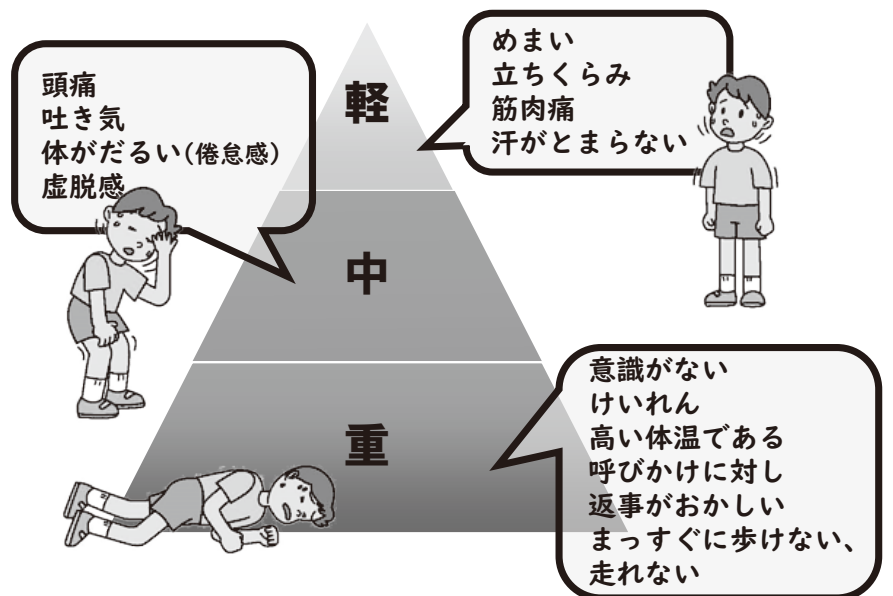 軽
めまい
立ちくらみ
筋肉痛
汗がとまらない
頭痛
吐き気
体がだるい(倦怠感)
虚脱感
中
重
意識がない
けいれん
高い体温である
呼びかけに対し
返事がおかしい
まっすぐに歩けない、
走れない